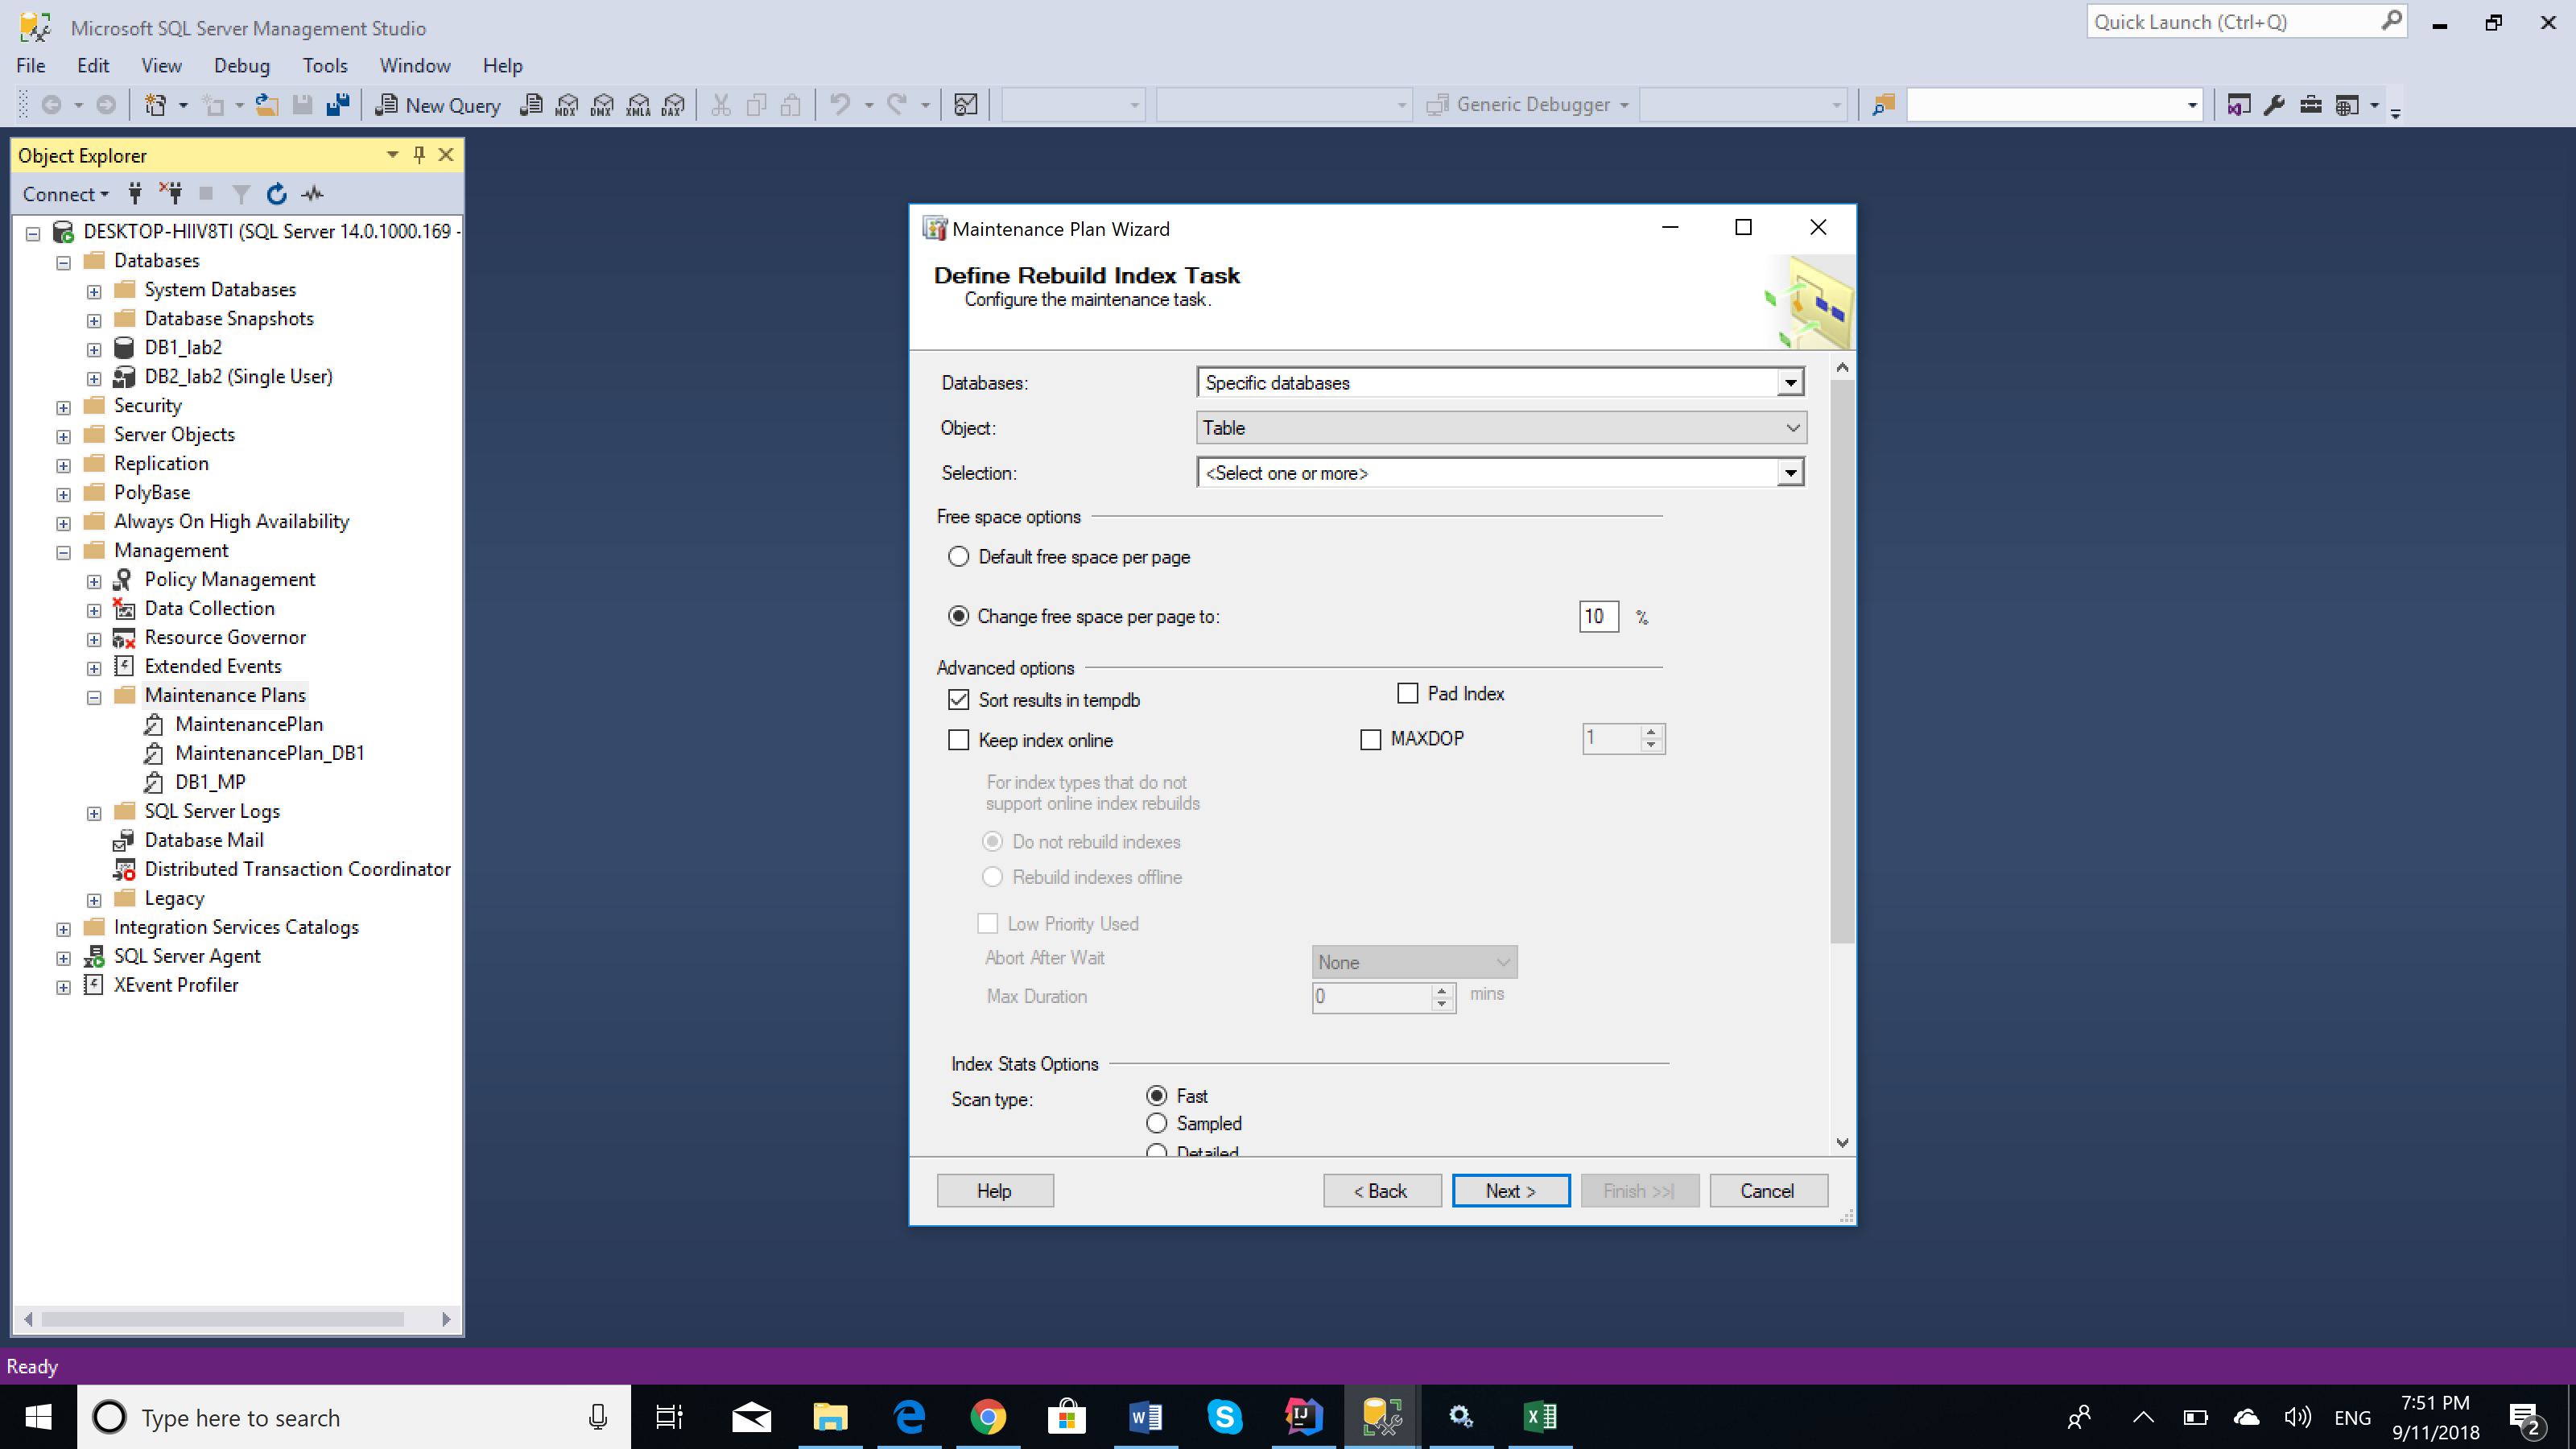 Microsoft SQL Server Management Studio
Quick Launch (Ctrl+Q)
File Edit View Debug Tools Window Help
New Query MDX DMX XMLA DAX Generic Debugger
Object Explorer
Connect
DESKTOP-HIIV8TI (SQL Server 14.0.1000.169 -
Databases
System Databases
Database Snapshots
DB1_lab2
DB2_lab2 (Single User)
Security
Server Objects
Replication
PolyBase
Always On High Availability
Management
Policy Management
Data Collection
Resource Governor
Extended Events
Maintenance Plans
MaintenancePlan
MaintenancePlan_DB1
DB1_MP
SQL Server Logs
Database Mail
Distributed Transaction Coordinator
Legacy
Integration Services Catalogs
SQL Server Agent
XEvent Profiler
Maintenance Plan Wizard
Define Rebuild Index Task
Configure the maintenance task.
Databases: Specific databases
Object: Table
Selection: <Select one or more>
Free space options
Default free space per page
Change free space per page to: 10 %
Advanced options
Sort results in tempdb Pad Index
Keep index online MAXDOP 1
For index types that do not
support online index rebuilds
Do not rebuild indexes
Rebuild indexes offline
Low Priority Used
Abort After Wait None
Max Duration 0 mins
Index Stats Options
Scan type: Fast
Sampled
Detailed
Help < Back Next > Finish >>| Cancel
Ready
Type here to search
ENG
7:51 PM
9/11/2018
2